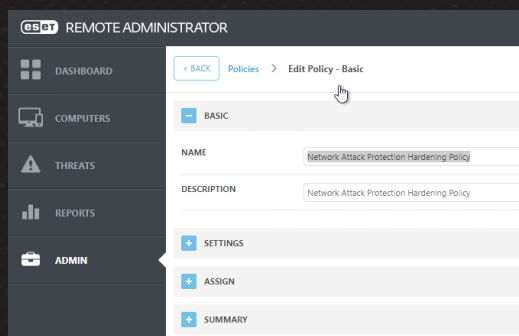 eset REMOTE ADMINISTRATOR
DASHBOARD
COMPUTERS
THREATS
REPORTS
ADMIN
< BACK Policies > Edit Policy - Basic
− BASIC
NAME Network Attack Protection Hardening Policy
DESCRIPTION Network Attack Protection Hardening Policy
+ SETTINGS
+ ASSIGN
+ SUMMARY